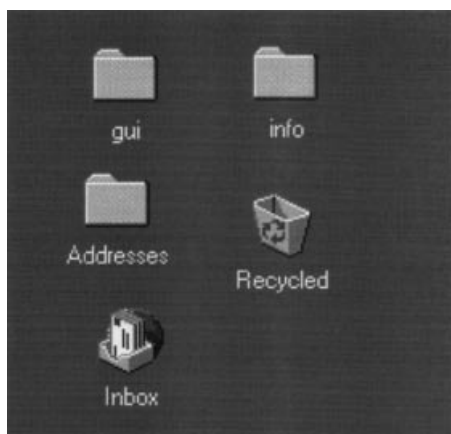 gui
info
Addresses
Recycled
Inbox